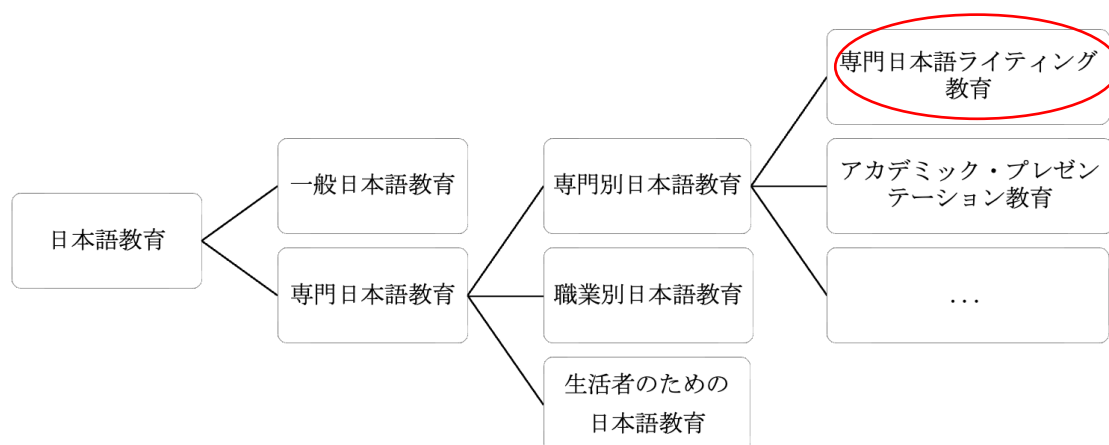 日本語教育
一般日本語教育
専門日本語教育
専門別日本語教育
職業別日本語教育
生活者のための
日本語教育
専門日本語ライティング
教育
アカデミック・プレゼン
テーション教育
...